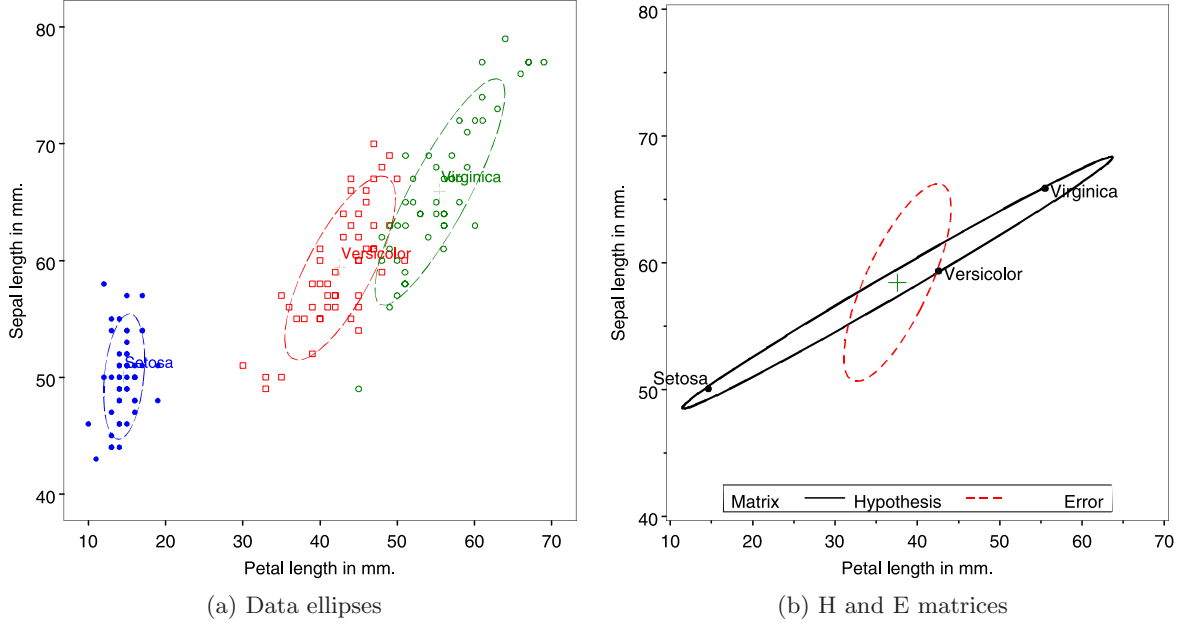 80
70
60
50
40
Sepal length in mm.
Virginica
Versicolor
Setosa
10 20 30 40 50 60 70
Petal length in mm.
(a) Data ellipses
80
70
60
50
40
Sepal length in mm.
Virginica
Versicolor
Setosa
Matrix Hypothesis Error
10 20 30 40 50 60 70
Petal length in mm.
(b) H and E matrices